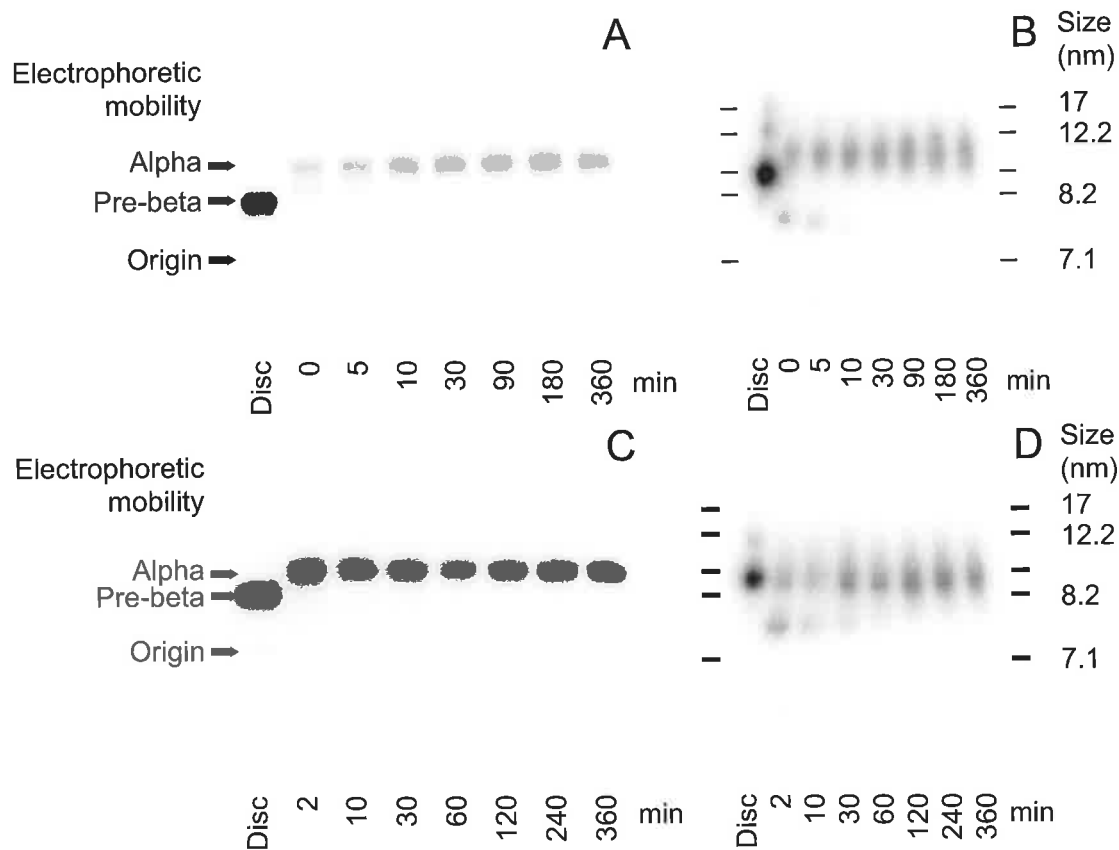 A
B
Size
(nm)
Electrophoretic
mobility
17
12.2
Alpha
Pre-beta
8.2
Origin
7.1
Disc 0 5 10 30 90 180 360 min
Disc 0 5 10 30 90 180 360 min
C
D
Size
(nm)
Electrophoretic
mobility
17
12.2
Alpha
Pre-beta
8.2
Origin
7.1
Disc 2 10 30 60 120 240 360 min
Disc 2 10 30 60 120 240 360 min